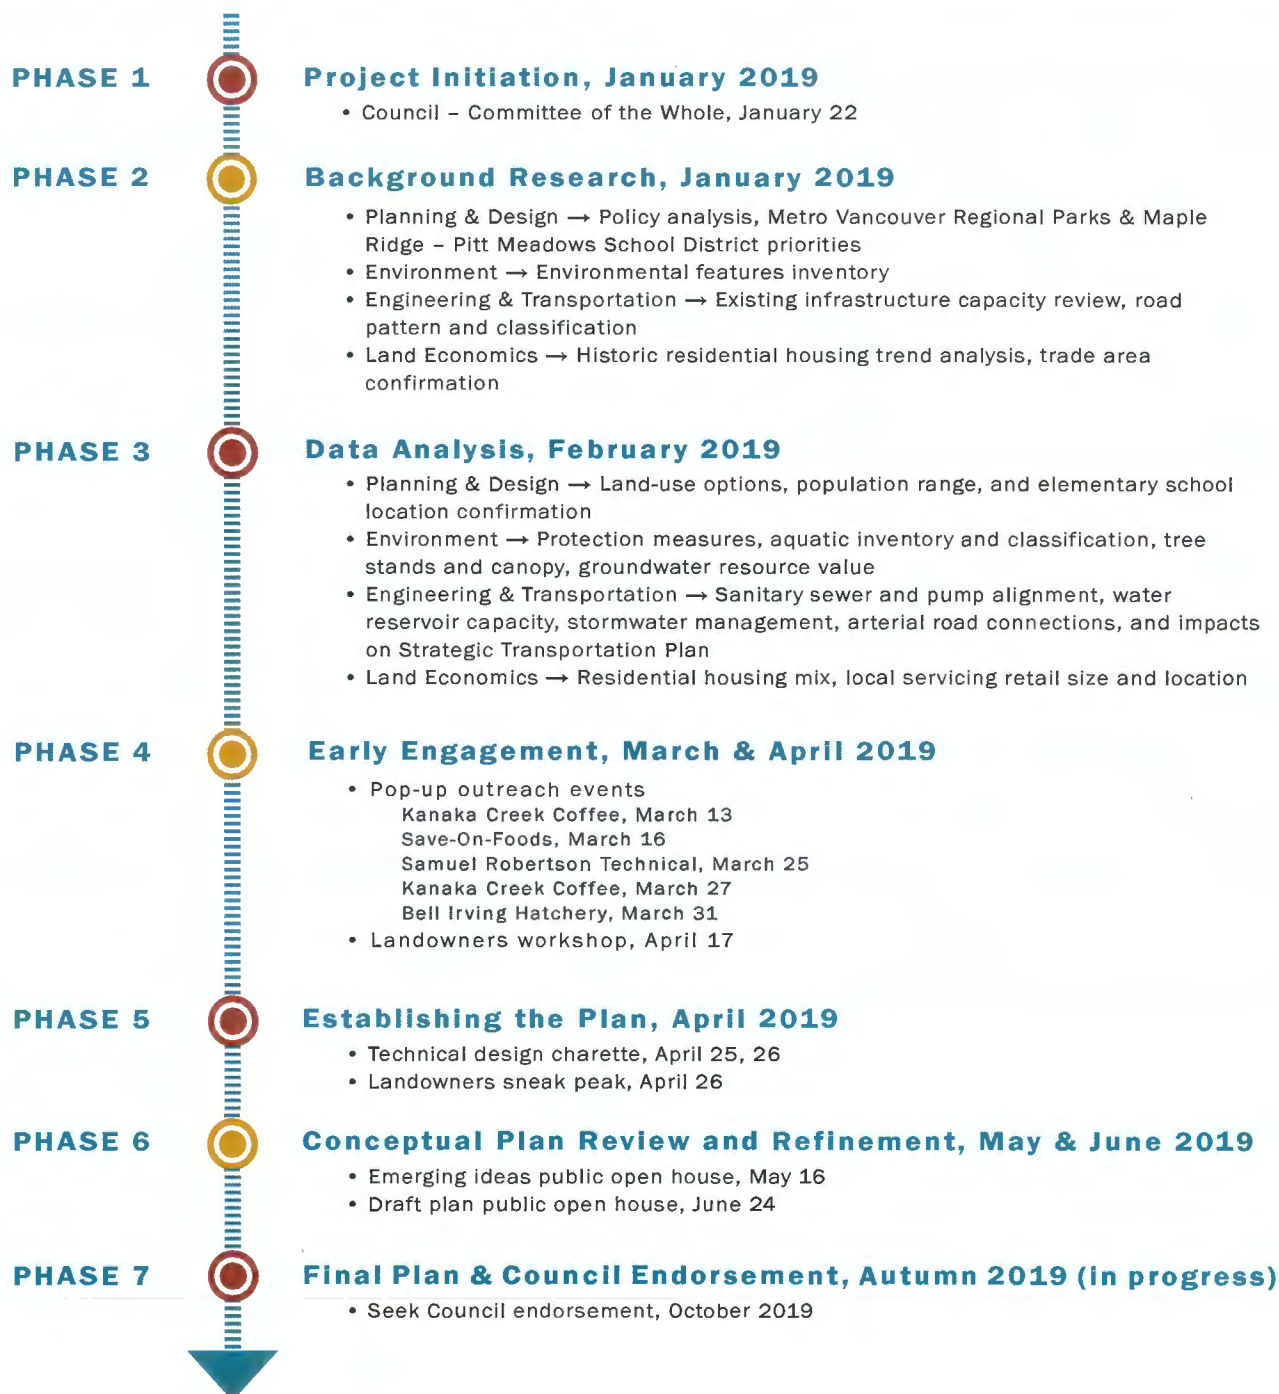 PHASE 1
Project Initiation, January 2019
• Council – Committee of the Whole, January 22
PHASE 2
Background Research, January 2019
• Planning & Design → Policy analysis, Metro Vancouver Regional Parks & Maple
Ridge – Pitt Meadows School District priorities
• Environment → Environmental features inventory
• Engineering & Transportation → Existing infrastructure capacity review, road
pattern and classification
• Land Economics → Historic residential housing trend analysis, trade area
confirmation
PHASE 3
Data Analysis, February 2019
• Planning & Design → Land-use options, population range, and elementary school
location confirmation
• Environment → Protection measures, aquatic inventory and classification, tree
stands and canopy, groundwater resource value
• Engineering & Transportation → Sanitary sewer and pump alignment, water
reservoir capacity, stormwater management, arterial road connections, and impacts
on Strategic Transportation Plan
• Land Economics → Residential housing mix, local servicing retail size and location
PHASE 4
Early Engagement, March & April 2019
• Pop-up outreach events
Kanaka Creek Coffee, March 13
Save-On-Foods, March 16
Samuel Robertson Technical, March 25
Kanaka Creek Coffee, March 27
Bell Irving Hatchery, March 31
• Landowners workshop, April 17
PHASE 5
Establishing the Plan, April 2019
• Technical design charette, April 25, 26
• Landowners sneak peak, April 26
PHASE 6
Conceptual Plan Review and Refinement, May & June 2019
• Emerging ideas public open house, May 16
• Draft plan public open house, June 24
PHASE 7
Final Plan & Council Endorsement, Autumn 2019 (in progress)
• Seek Council endorsement, October 2019